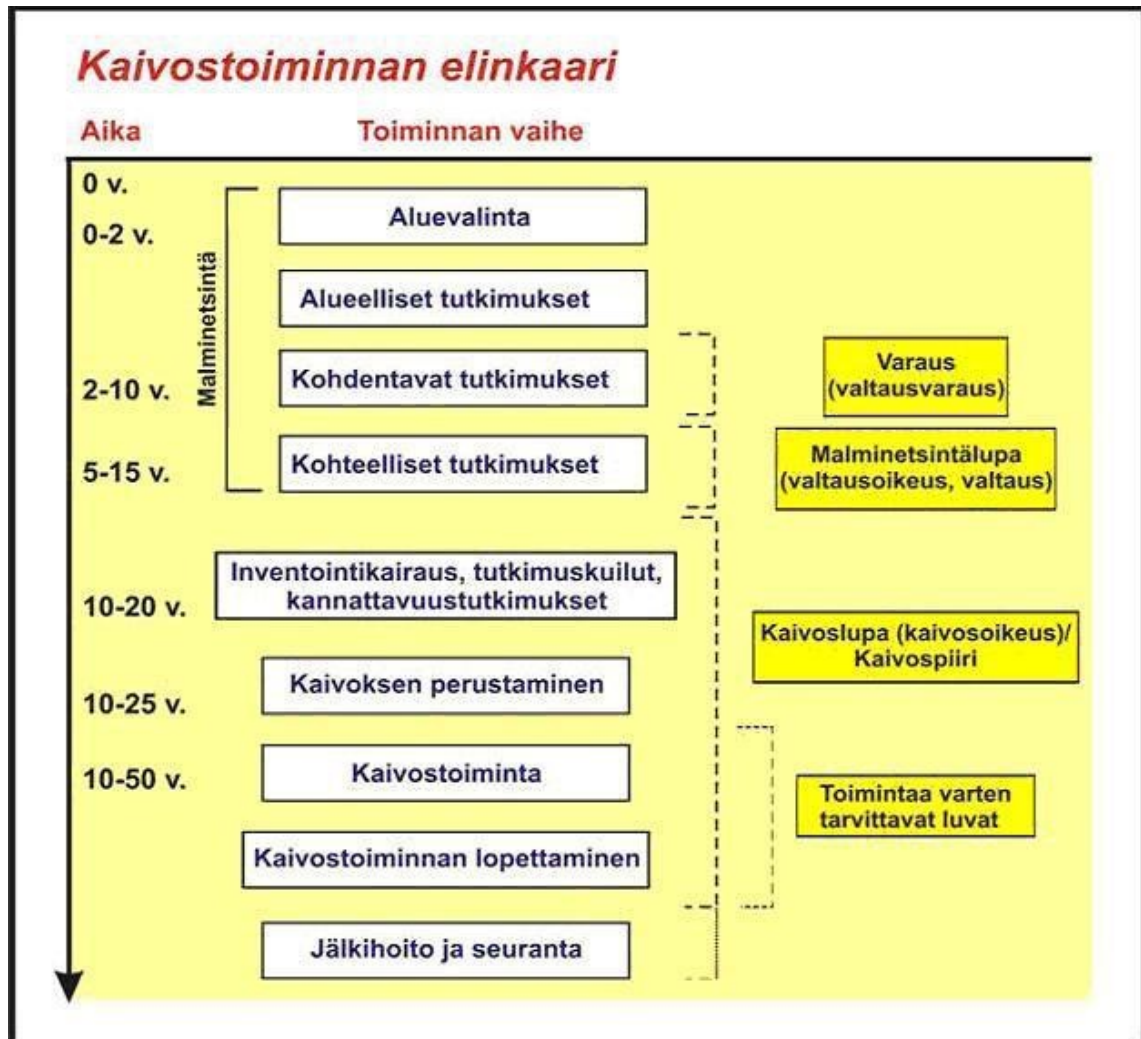 Kaivostoiminnan elinkaari
Aika
Toiminnan vaihe
0 v.
0-2 v.
Malminetsintä
Aluevalinta
Alueelliset tutkimukset
2-10 v.
Kohdentavat tutkimukset
Varaus
(valtausvaraus)
5-15 v.
Kohteelliset tutkimukset
Malminetsintälupa
(valtausoikeus, valtaus)
10-20 v.
Inventointikairaus, tutkimuskuilut,
kannattavuustutkimukset
Kaivoslupa (kaivosoikeus)/
Kaivospiiri
10-25 v.
Kaivoksen perustaminen
10-50 v.
Kaivostoiminta
Toimintaa varten
tarvittavat luvat
Kaivostoiminnan lopettaminen
Jälkihoito ja seuranta